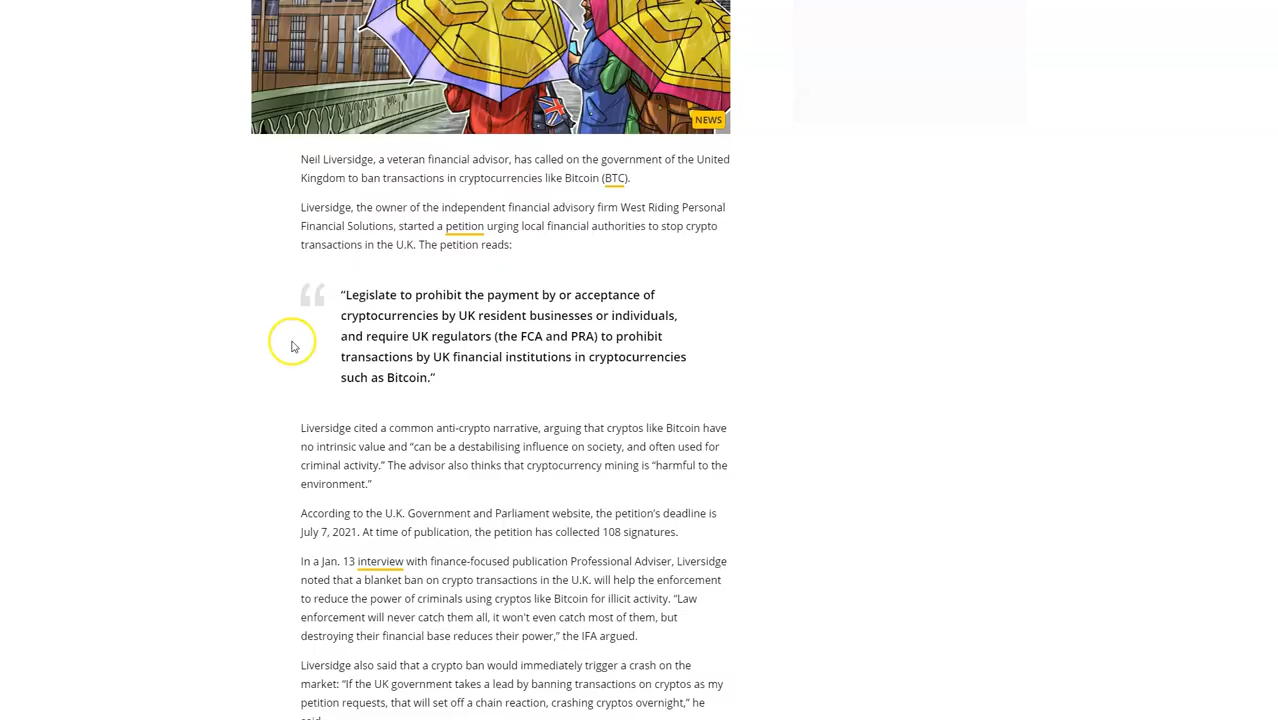 NEWS
Neil Liversidge, a veteran financial advisor, has called on the government of the United
Kingdom to ban transactions in cryptocurrencies like Bitcoin (BTC).
Liversidge, the owner of the independent financial advisory firm West Riding Personal
Financial Solutions, started a petition urging local financial authorities to stop crypto
transactions in the U.K. The petition reads:
“Legislate to prohibit the payment by or acceptance of
cryptocurrencies by UK resident businesses or individuals,
and require UK regulators (the FCA and PRA) to prohibit
transactions by UK financial institutions in cryptocurrencies
such as Bitcoin.”
Liversidge cited a common anti-crypto narrative, arguing that cryptos like Bitcoin have
no intrinsic value and “can be a destabilising influence on society, and often used for
criminal activity.” The advisor also thinks that cryptocurrency mining is “harmful to the
environment.”
According to the U.K. Government and Parliament website, the petition’s deadline is
July 7, 2021. At time of publication, the petition has collected 108 signatures.
In a Jan. 13 interview with finance-focused publication Professional Adviser, Liversidge
noted that a blanket ban on crypto transactions in the U.K. will help the enforcement
to reduce the power of criminals using cryptos like Bitcoin for illicit activity. “Law
enforcement will never catch them all, it won't even catch most of them, but
destroying their financial base reduces their power,” the IFA argued.
Liversidge also said that a crypto ban would immediately trigger a crash on the
market: “If the UK government takes a lead by banning transactions on cryptos as my
petition requests, that will set off a chain reaction, crashing cryptos overnight,” he